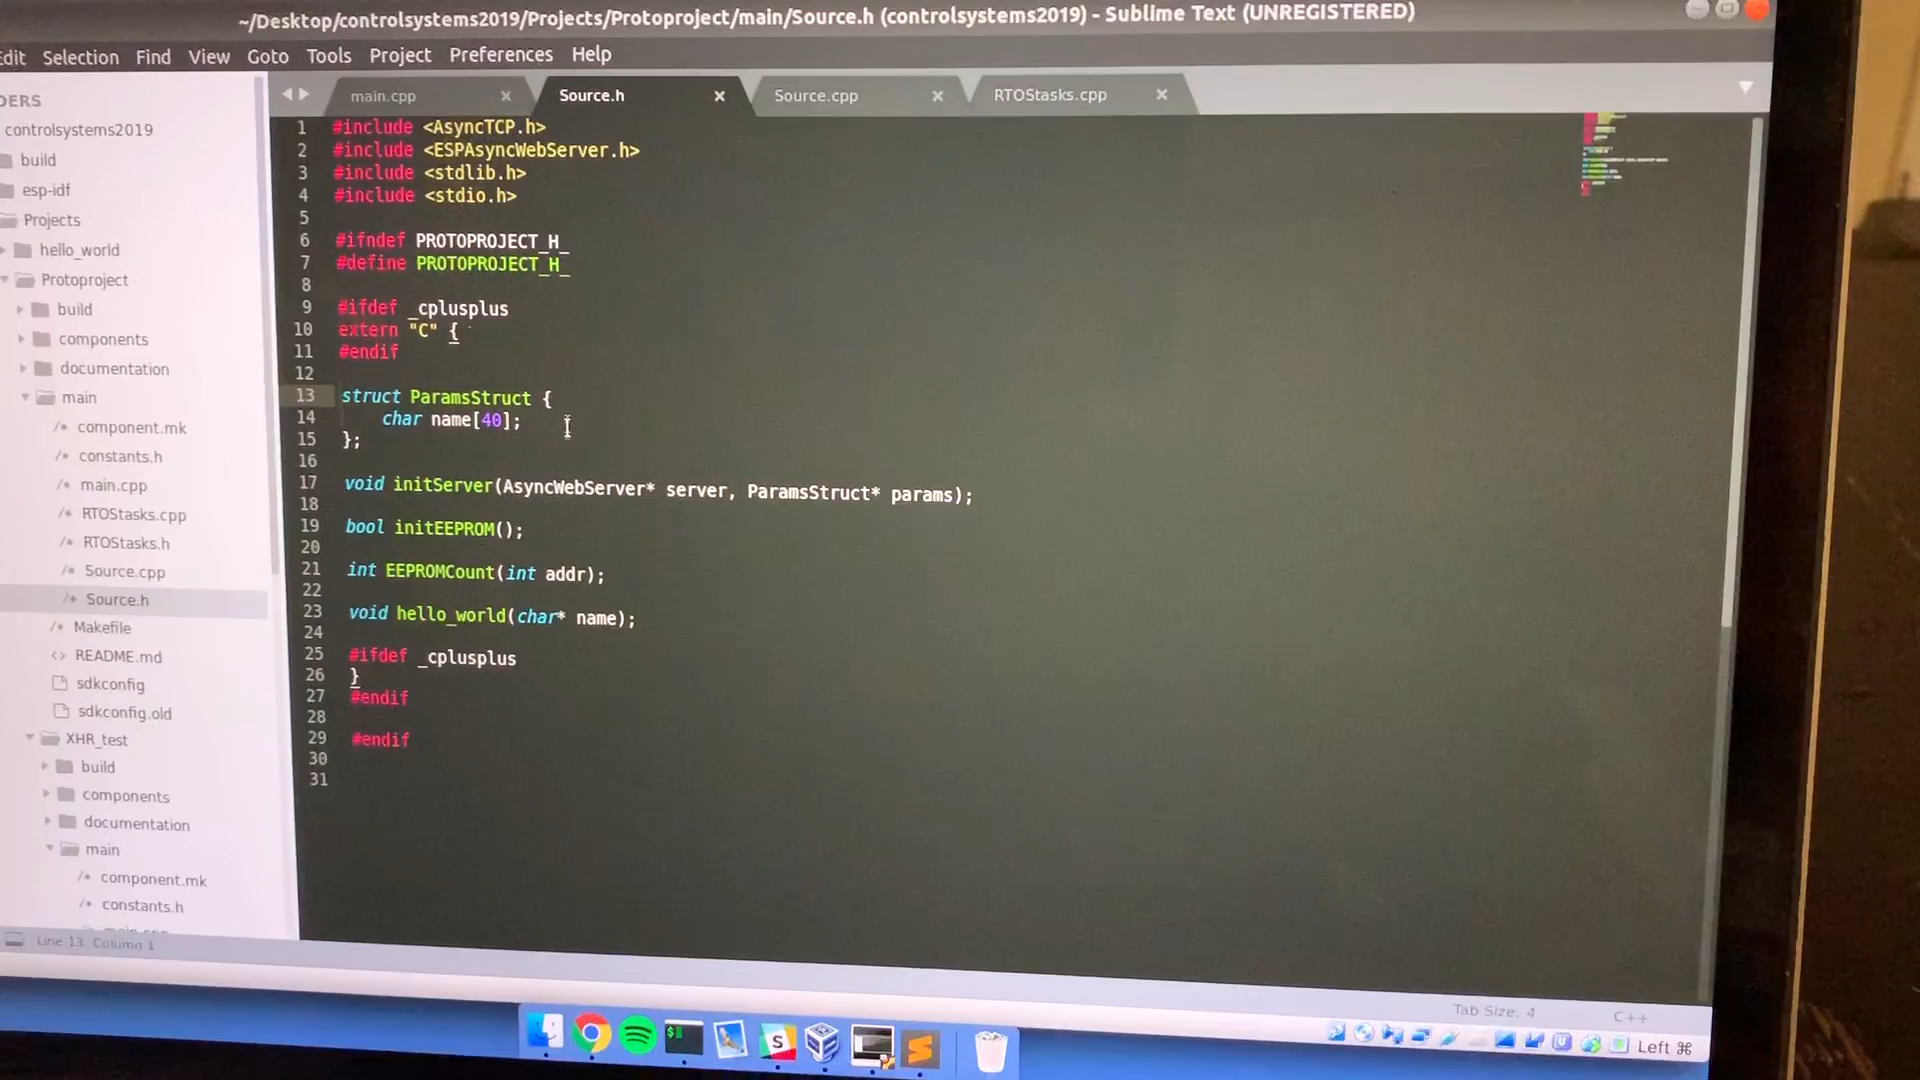 ~/Desktop/controlsystems2019/Projects/Protoproject/main/Source.h (controlsystems2019) - Sublime Text (UNREGISTERED)
Edit Selection Find View Goto Tools Project Preferences Help
main.cpp Source.h Source.cpp RTOStasks.cpp
DERS
controlsystems2019
build
esp-idf
Projects
hello_world
Protoproject
build
components
documentation
main
/* component.mk
/* constants.h
/* main.cpp
/* RTOStasks.cpp
/* RTOStasks.h
/* Source.cpp
/* Source.h
/* Makefile
<> README.md
sdkconfig
sdkconfig.old
XHR_test
build
components
documentation
main
/* component.mk
/* constants.h
main.cpp
1 #include <AsyncTCP.h>
2 #include <ESPAsyncWebServer.h>
3 #include <stdlib.h>
4 #include <stdio.h>
5
6 #ifndef PROTOPROJECT_H_
7 #define PROTOPROJECT_H_
8
9 #ifdef _cplusplus
10 extern "C" {
11 #endif
12
13 struct ParamsStruct {
14 char name[40];
15 };
16
17 void initServer(AsyncWebServer* server, ParamsStruct* params);
18
19 bool initEEPROM();
20
21 int EEPROMCount(int addr);
22
23 void hello_world(char* name);
24
25 #ifdef _cplusplus
26 }
27 #endif
28
29 #endif
30
31
Line 13, Column 1
Tab Size: 4 C++
Left ⌘